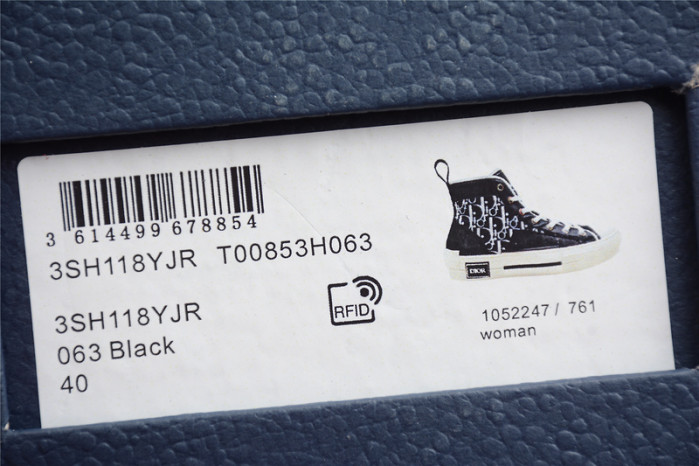 3 614499 678854
3SH118YJR T00853H063
3SH118YJR
063 Black
40
RFID
DIOR
1052247 / 761
woman